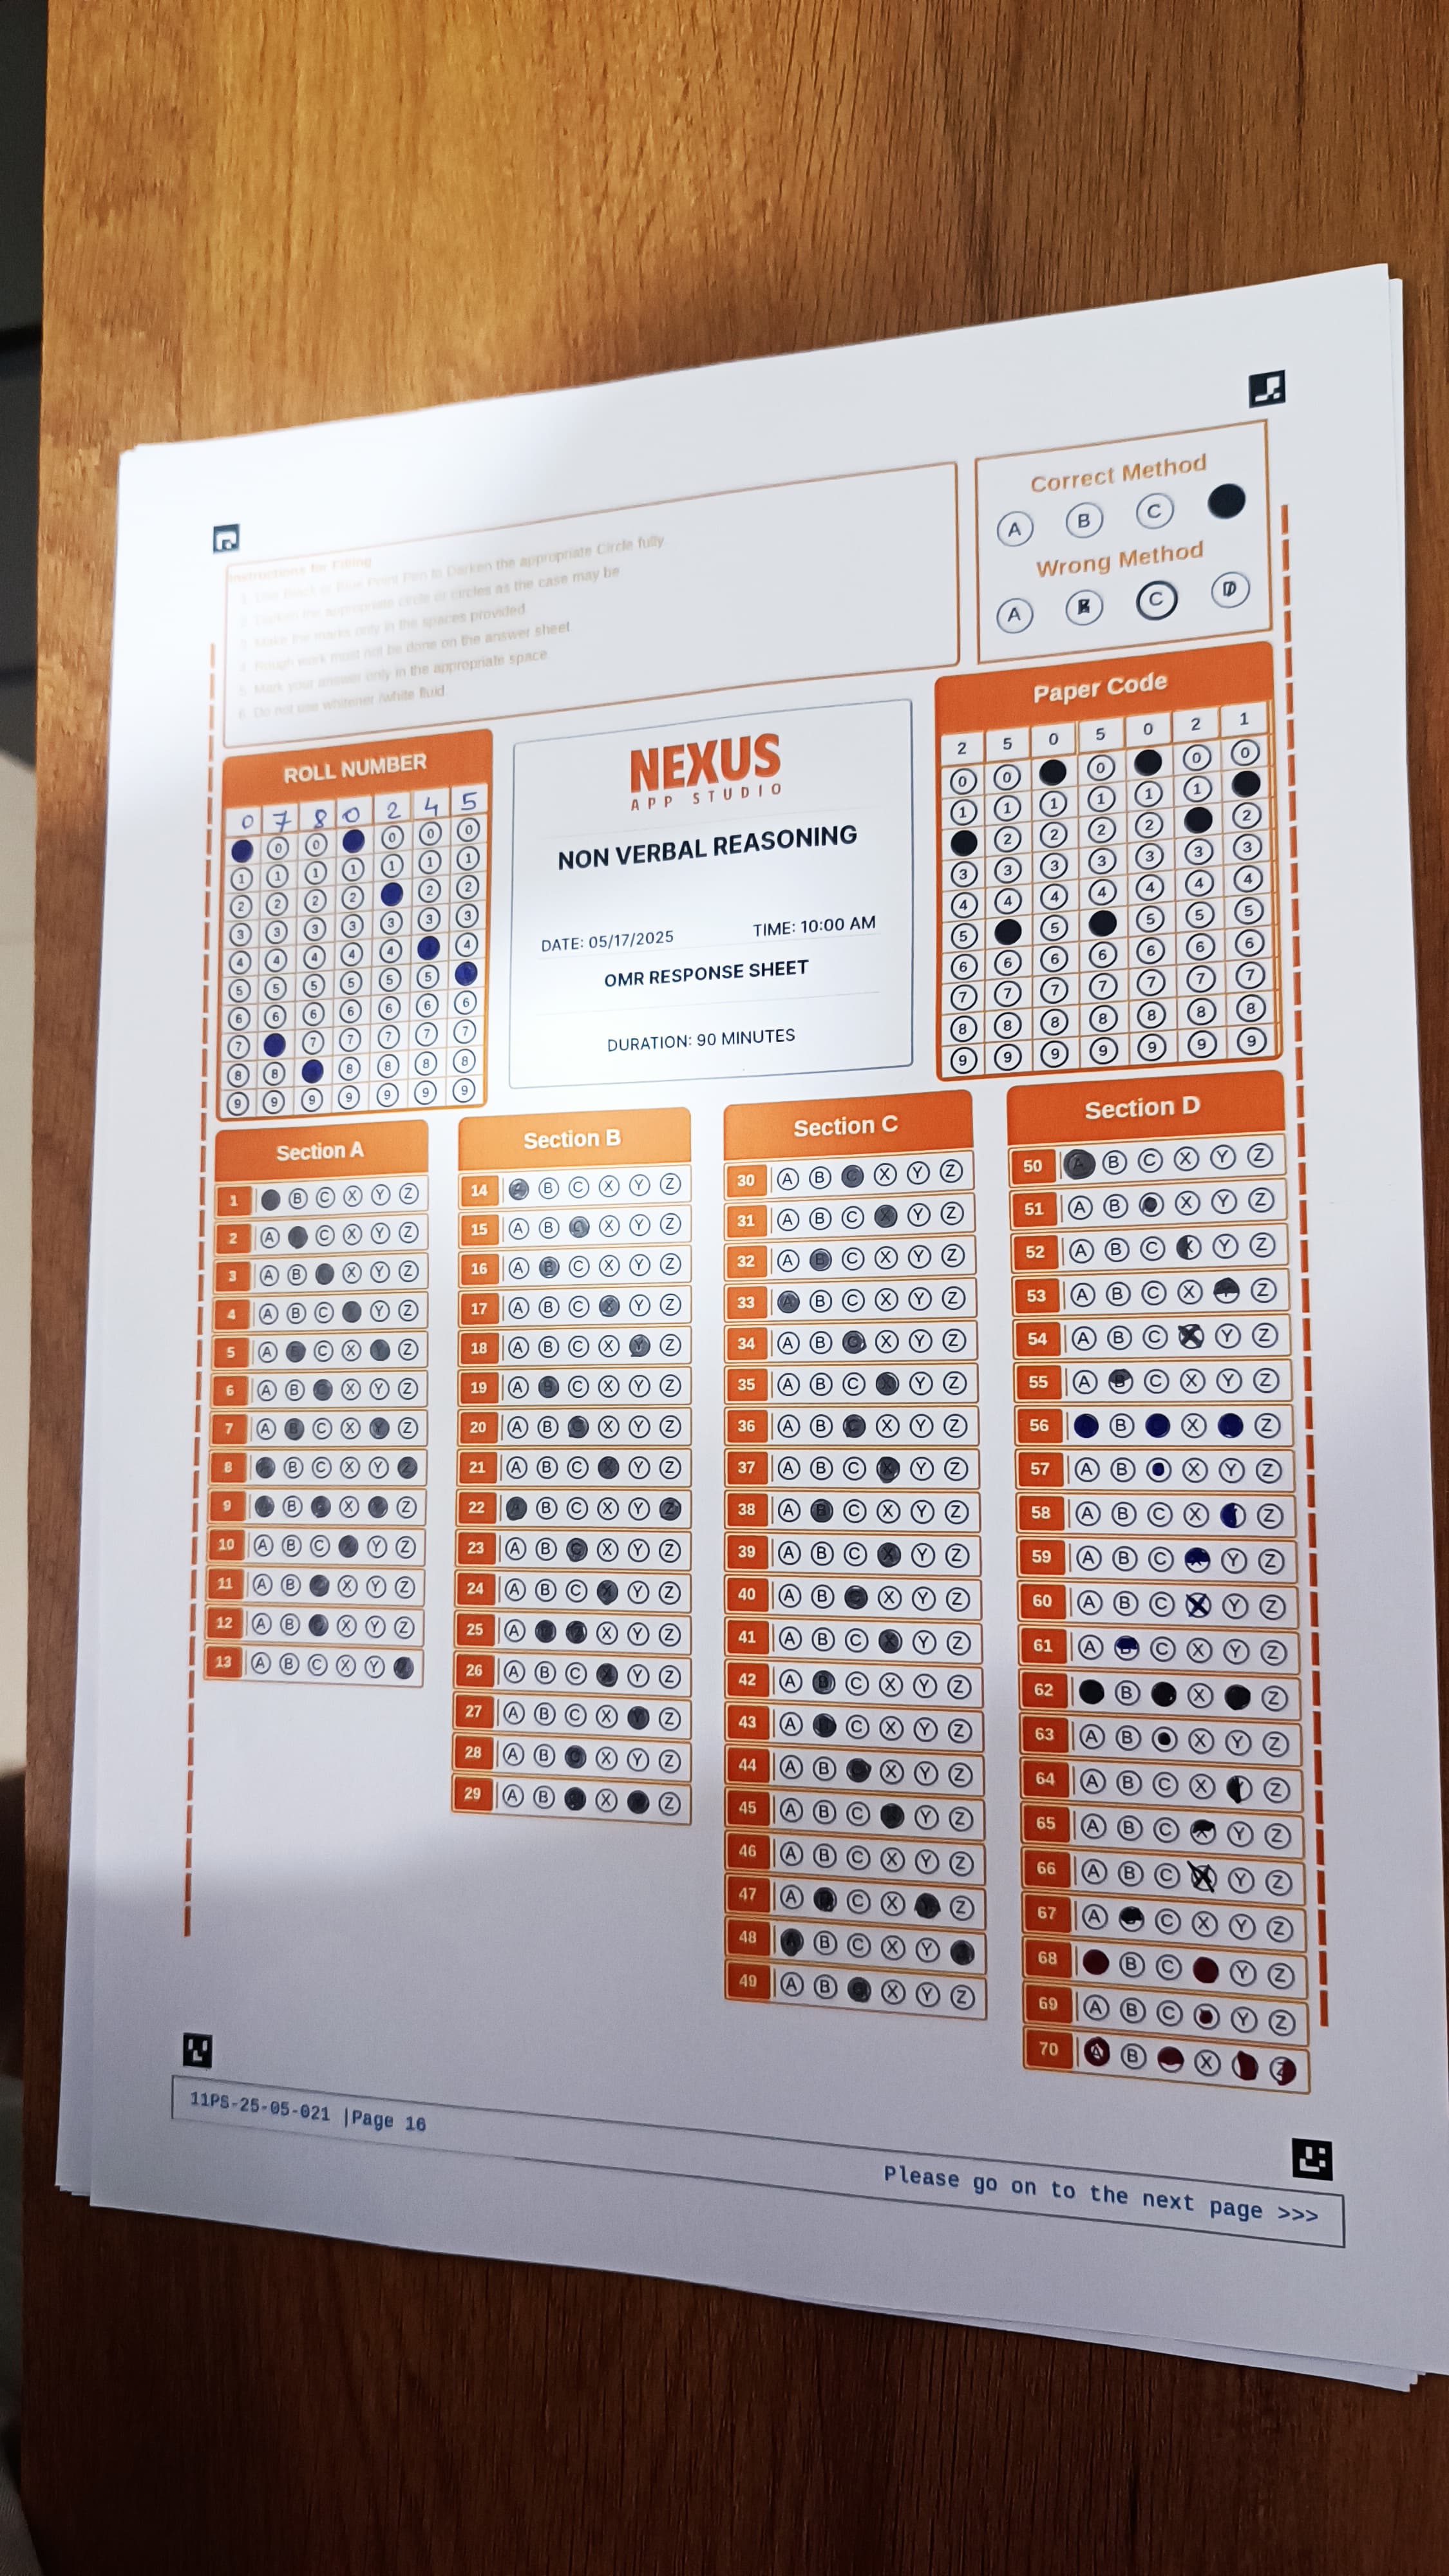 Instructions for Filling
1. Use Black or Blue Point Pen to Darken the appropriate Circle fully
2. Darken the appropriate circle or circles as the case may be
3. Make the marks only in the spaces provided
4. Rough work must not be done on the answer sheet
5. Mark your answer only in the appropriate space
6. Do not use whitener /white fluid
Correct Method
A B C
Wrong Method
A B C D
ROLL NUMBER
0 7 8 0 2 4 5
0 0 0 0 0
1 1 1 1 1 1 1
2 2 2 2 2 2
3 3 3 3 3 3 3
4 4 4 4 4 4
5 5 5 5 5 5
6 6 6 6 6 6 6
7 7 7 7 7 7
8 8 8 8 8 8
9 9 9 9 9 9 9
NEXUS
APP STUDIO
NON VERBAL REASONING
DATE: 05/17/2025 TIME: 10:00 AM
OMR RESPONSE SHEET
DURATION: 90 MINUTES
Paper Code
2 5 0 5 0 2 1
0 0 0 0 0
1 1 1 1 1 1
2 2 2 2 2
3 3 3 3 3 3 3
4 4 4 4 4 4 4
5 5 5 5 5
6 6 6 6 6 6 6
7 7 7 7 7 7 7
8 8 8 8 8 8 8
9 9 9 9 9 9 9
Section A
1 B C X Y Z
2 A C X Y Z
3 A B X Y Z
4 A B C Y Z
5 A C X Z
6 A B X Y Z
7 A B C X Y Z
8 B C X Y
9 B X Z
10 A B C Y Z
11 A B X Y Z
12 A B X Y Z
13 A B C X Y
Section B
14 B C X Y Z
15 A B X Y Z
16 A B C X Y Z
17 A B C X Y Z
18 A B C X Y Z
19 A B C X Y Z
20 A B C X Y Z
21 A B C Y Z
22 B C X Y Z
23 A B C X Y Z
24 A B C Y Z
25 A X Y Z
26 A B C X Y Z
27 A B C X Y Z
28 A B X Y Z
29 A B X Z
Section C
30 A B C X Y Z
31 A B C X Y Z
32 A B C X Y Z
33 A B C X Y Z
34 A B C X Y Z
35 A B C X Y Z
36 A B C X Y Z
37 A B C X Y Z
38 A B C X Y Z
39 A B C X Y Z
40 A B X Y Z
41 A B C X Y Z
42 A B C X Y Z
43 A C X Y Z
44 A B X Y Z
45 A B C Y Z
46 A B C X Y Z
47 A C X Z
48 B C X Y
49 A B X Y Z
Section D
50 A B C X Y Z
51 A B X Y Z
52 A B C X Y Z
53 A B C X Y Z
54 A B C X Y Z
55 A B C X Y Z
56 B X Z
57 A B X Y Z
58 A B C X Z
59 A B C Y Z
60 A B C X Y Z
61 A B C X Y Z
62 B X Z
63 A B X Y Z
64 A B C X Z
65 A B C Y Z
66 A B C X Y Z
67 A C X Y Z
68 B C Y Z
69 A B C Y Z
70 A B X Z
11PS-25-05-021 |Page 16
Please go on to the next page >>>